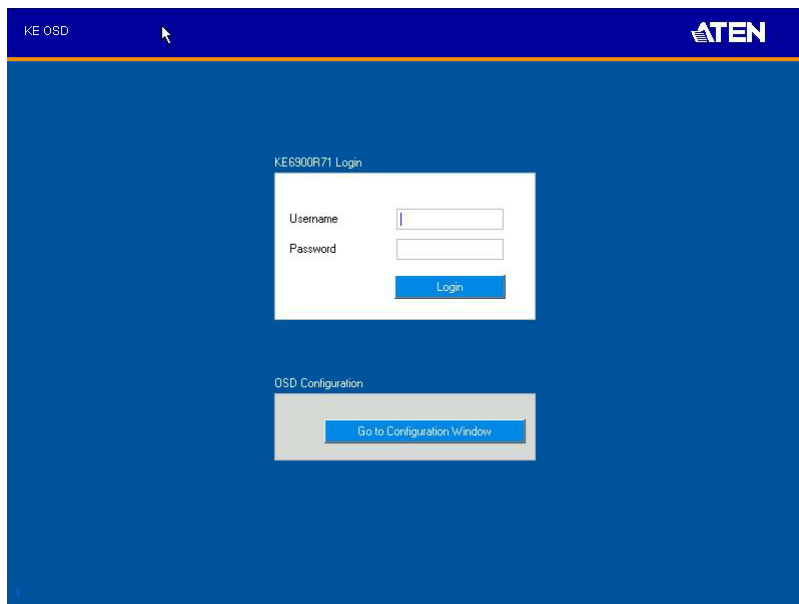 KE OSD
ATEN
KE6900R71 Login
Username
Password
Login
OSD Configuration
Go to Configuration Window